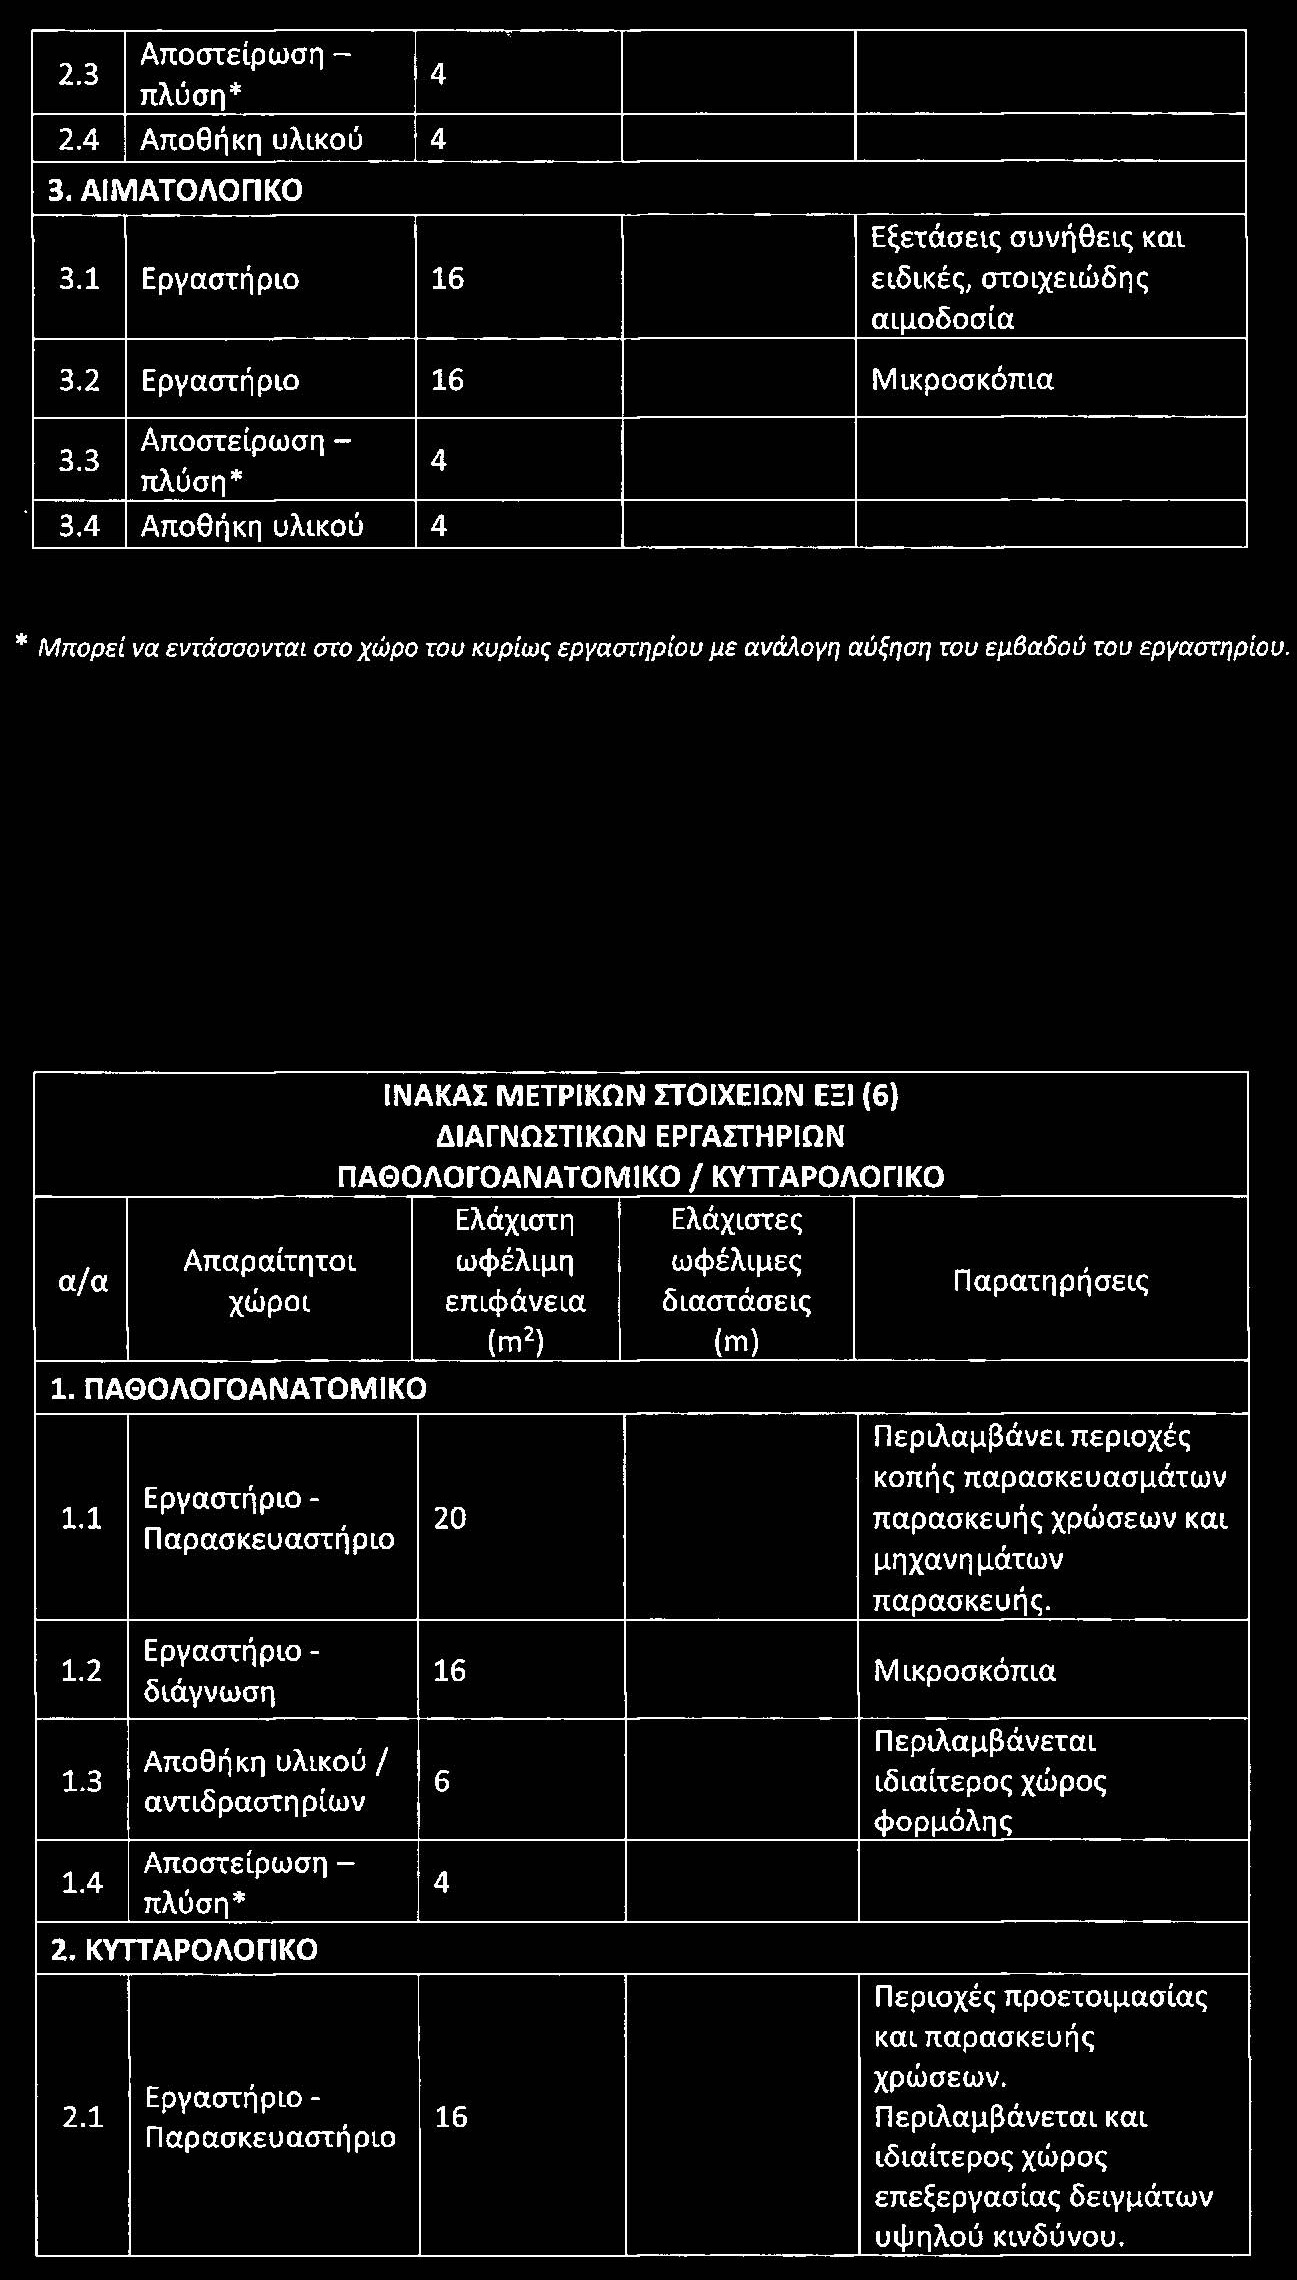 2.3 Αποστείρωση – πλύση* 4
2.4 Αποθήκη υλικού 4
3. ΑΙΜΑΤΟΛΟΓΙΚΟ
3.1 Εργαστήριο 16 Εξετάσεις συνήθεις και
ειδικές, στοιχειώδης
αιμοδοσία
3.2 Εργαστήριο 16 Μικροσκόπια
3.3 Αποστείρωση –
πλύση* 4
3.4 Αποθήκη υλικού 4
* Μπορεί να εντάσσονται στο χώρο του κυρίως εργαστηρίου με ανάλογη αύξηση του εμβαδού του εργαστηρίου.
ΙΝΑΚΑΣ ΜΕΤΡΙΚΩΝ ΣΤΟΙΧΕΙΩΝ ΕΞΙ (6)
ΔΙΑΓΝΩΣΤΙΚΩΝ ΕΡΓΑΣΤΗΡΙΩΝ
ΠΑΘΟΛΟΓΟΑΝΑΤΟΜΙΚΟ / ΚΥΤΤΑΡΟΛΟΓΙΚΟ
α/α
Απαραίτητοι
χώροι
Ελάχιστη
ωφέλιμη
επιφάνεια
(m²)
Ελάχιστες
ωφέλιμες
διαστάσεις
(m)
Παρατηρήσεις
1. ΠΑΘΟΛΟΓΟΑΝΑΤΟΜΙΚΟ
1.1
Εργαστήριο -
Παρασκευαστήριο
20
Περιλαμβάνει περιοχές
κοπής παρασκευασμάτων
παρασκευής χρώσεων και
μηχανημάτων
παρασκευής.
1.2
Εργαστήριο -
διάγνωση
16
Μικροσκόπια
1.3
Αποθήκη υλικού /
αντιδραστηρίων
6
Περιλαμβάνεται
ιδιαίτερος χώρος
φορμόλης
1.4
Αποστείρωση –
πλύση*
4
2. ΚΥΤΤΑΡΟΛΟΓΙΚΟ
2.1
Εργαστήριο -
Παρασκευαστήριο
16
Περιοχές προετοιμασίας
και παρασκευής
χρώσεων.
Περιλαμβάνεται και
ιδιαίτερος χώρος
επεξεργασίας δειγμάτων
υψηλού κινδύνου.